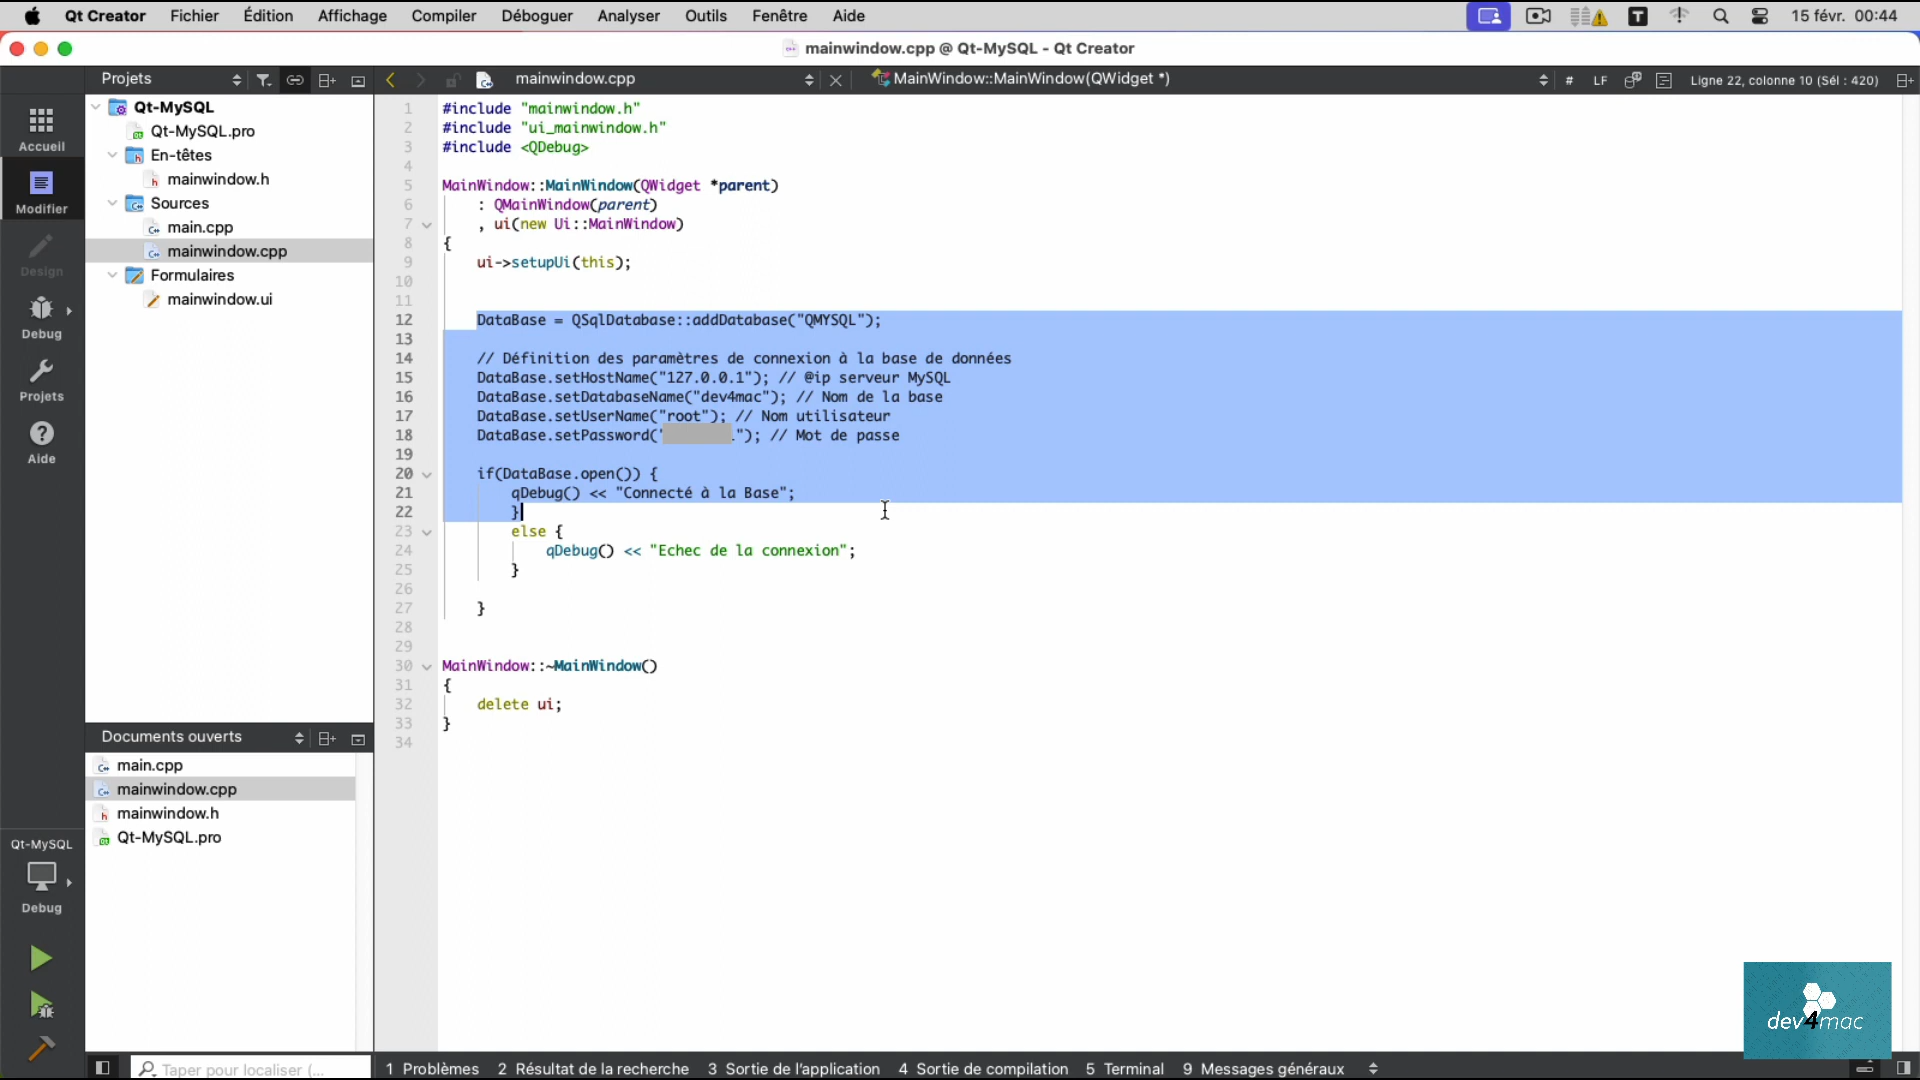 Qt Creator Fichier Édition Affichage Compiler Déboguer Analyser Outils Fenêtre Aide 15 févr. 00:44
mainwindow.cpp @ Qt-MySQL - Qt Creator
Projets mainwindow.cpp MainWindow::MainWindow(QWidget *) # LF Ligne 22, colonne 10 (Sél : 420)
Accueil
Modifier
Design
Debug
Projets
Aide
Qt-MySQL
Qt-MySQL.pro
En-têtes
mainwindow.h
Sources
main.cpp
mainwindow.cpp
Formulaires
mainwindow.ui
1 #include "mainwindow.h"
2 #include "ui_mainwindow.h"
3 #include <QDebug>
4
5 MainWindow::MainWindow(QWidget *parent)
6 : QMainWindow(parent)
7 , ui(new Ui::MainWindow)
8 {
9 ui->setupUi(this);
10
11
12 DataBase = QSqlDatabase::addDatabase("QMYSQL");
13
14 // Définition des paramètres de connexion à la base de données
15 DataBase.setHostName("127.0.0.1"); // @ip serveur MySQL
16 DataBase.setDatabaseName("dev4mac"); // Nom de la base
17 DataBase.setUserName("root"); // Nom utilisateur
18 DataBase.setPassword(" "); // Mot de passe
19
20 if(DataBase.open()) {
21 qDebug() << "Connecté à la Base";
22 }
23 else {
24 qDebug() << "Echec de la connexion";
25 }
26
27 }
28
29
30 MainWindow::~MainWindow()
31 {
32 delete ui;
33 }
34
Documents ouverts
main.cpp
mainwindow.cpp
mainwindow.h
Qt-MySQL.pro
Qt-MySQL
Debug
dev4mac
Taper pour localiser (... 1 Problèmes 2 Résultat de la recherche 3 Sortie de l'application 4 Sortie de compilation 5 Terminal 9 Messages généraux